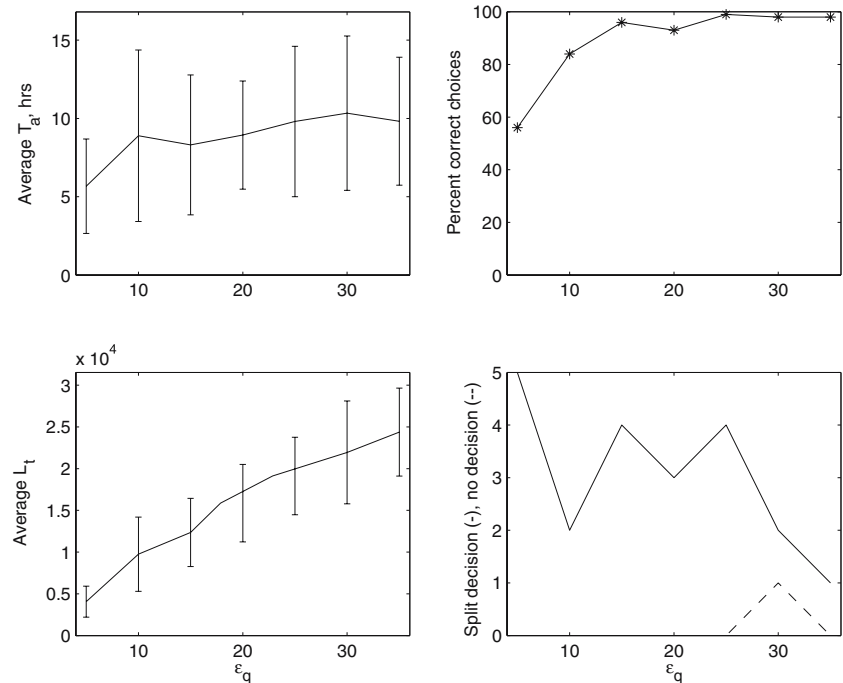 15
10
5
0
Average T_a, hrs
10 20 30
100
80
60
40
20
0
Percent correct choices
10 20 30
x 10^4
3
2.5
2
1.5
1
0.5
0
Average L_t
10 20 30
ε_q
5
4
3
2
1
0
Split decision (-), no decision (--)
10 20 30
ε_q